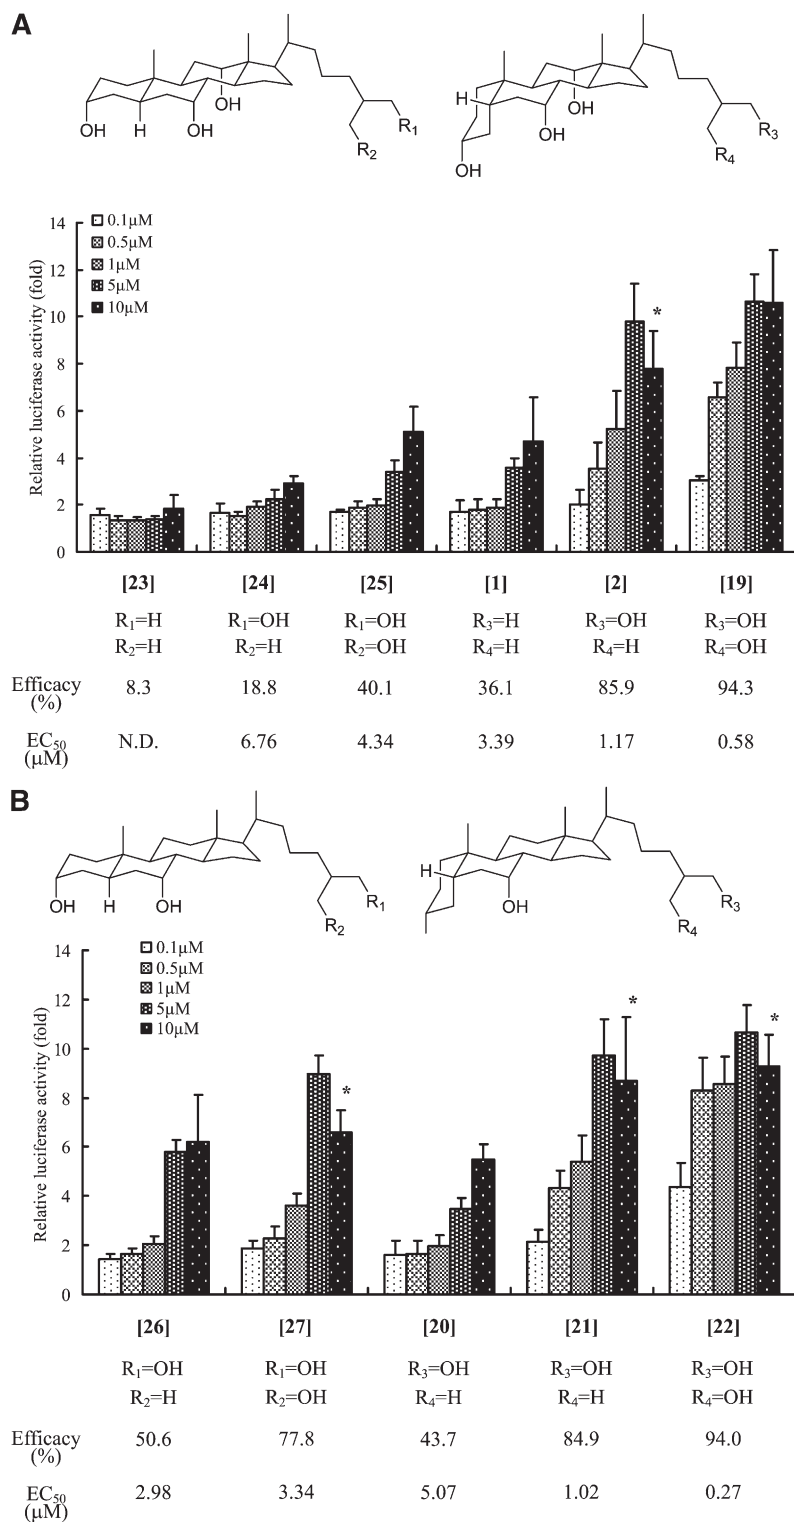 A
OH H OH OH R₁ R₂
H OH OH OH R₃ R₄
Relative luciferase activity (fold)
14
12
10
8
6
4
2
0
0.1μM
0.5μM
1μM
5μM
10μM
*
[23] [24] [25] [1] [2] [19]
R₁=H R₁=OH R₁=OH R₃=H R₃=OH R₃=OH
R₂=H R₂=H R₂=OH R₄=H R₄=H R₄=OH
Efficacy (%) 8.3 18.8 40.1 36.1 85.9 94.3
EC₅₀ (μM) N.D. 6.76 4.34 3.39 1.17 0.58
B
OH H OH R₁ R₂
H OH R₃ R₄
Relative luciferase activity (fold)
14
12
10
8
6
4
2
0
0.1μM
0.5μM
1μM
5μM
10μM
* * *
[26] [27] [20] [21] [22]
R₁=OH R₁=OH R₃=OH R₃=OH R₃=OH
R₂=H R₂=OH R₄=H R₄=H R₄=OH
Efficacy (%) 50.6 77.8 43.7 84.9 94.0
EC₅₀ (μM) 2.98 3.34 5.07 1.02 0.27